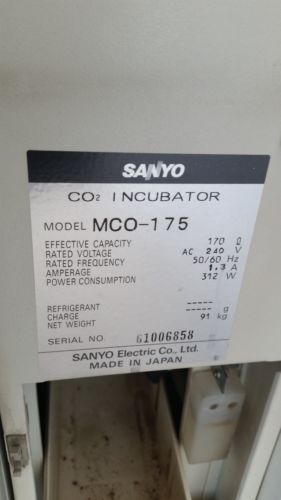 SANYO
CO2 INCUBATOR
MODEL MCO-175
EFFECTIVE CAPACITY 170 ℓ
RATED VOLTAGE AC 240 V
RATED FREQUENCY 50/60 Hz
AMPERAGE 1.3 A
POWER CONSUMPTION 312 W
REFRIGERANT -----
CHARGE ----- g
NET WEIGHT 91 kg
SERIAL NO. 61006858
SANYO Electric Co., Ltd.
MADE IN JAPAN